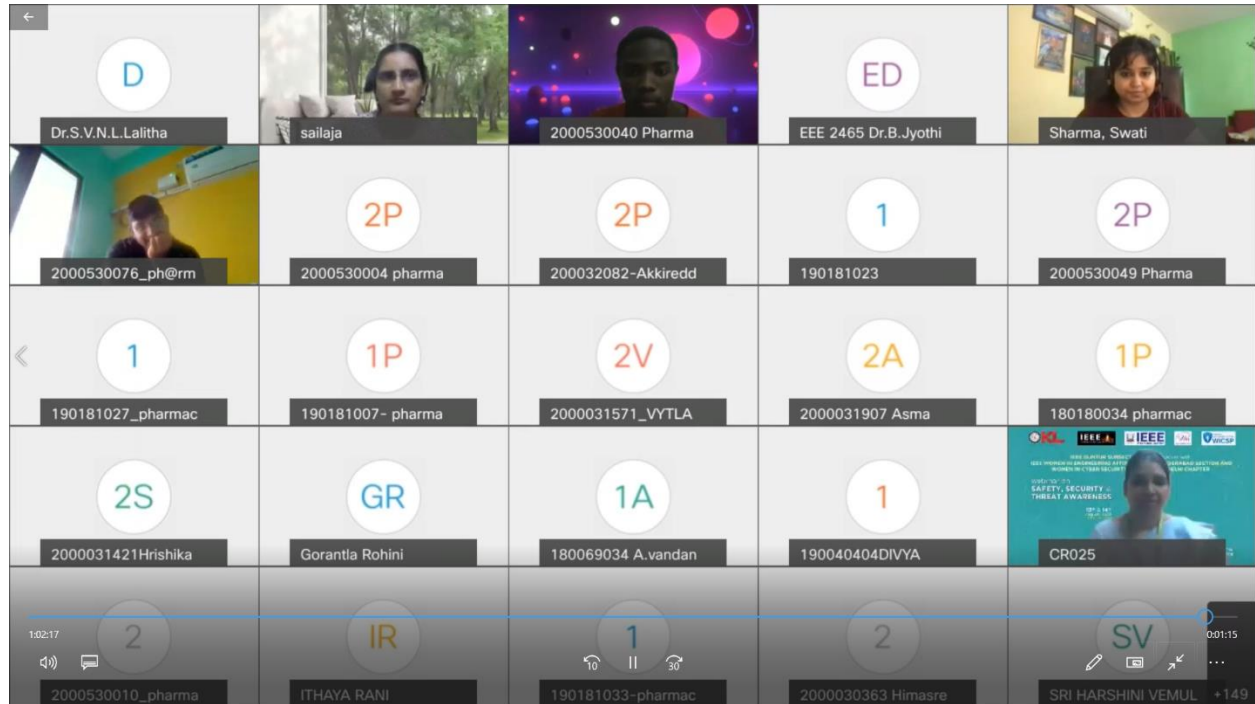 D
Dr.S.V.N.L.Lalitha
sailaja
2000530040 Pharma
ED
EEE 2465 Dr.B.Jyothi
Sharma, Swati
2000530076_ph@rm
2P
2000530004 pharma
2P
200032082-Akkiredd
1
190181023
2P
2000530049 Pharma
1
190181027_pharmac
1P
190181007- pharma
2V
2000031571_VYTLA
2A
2000031907 Asma
1P
180180034 pharmac
2S
2000031421Hrishika
GR
Gorantla Rohini
1A
180069034 A.vandan
1
190040404DIVYA
KL IEEE IEEE WICSP
SAFETY, SECURITY &
THREAT AWARENESS
CR025
1:02:17
0:01:15
10
30
2
2000530010_pharma
IR
ITHAYA RANI
1
190181033-pharmac
2
2000030363 Himasre
SV
SRI HARSHINI VEMUL
+149